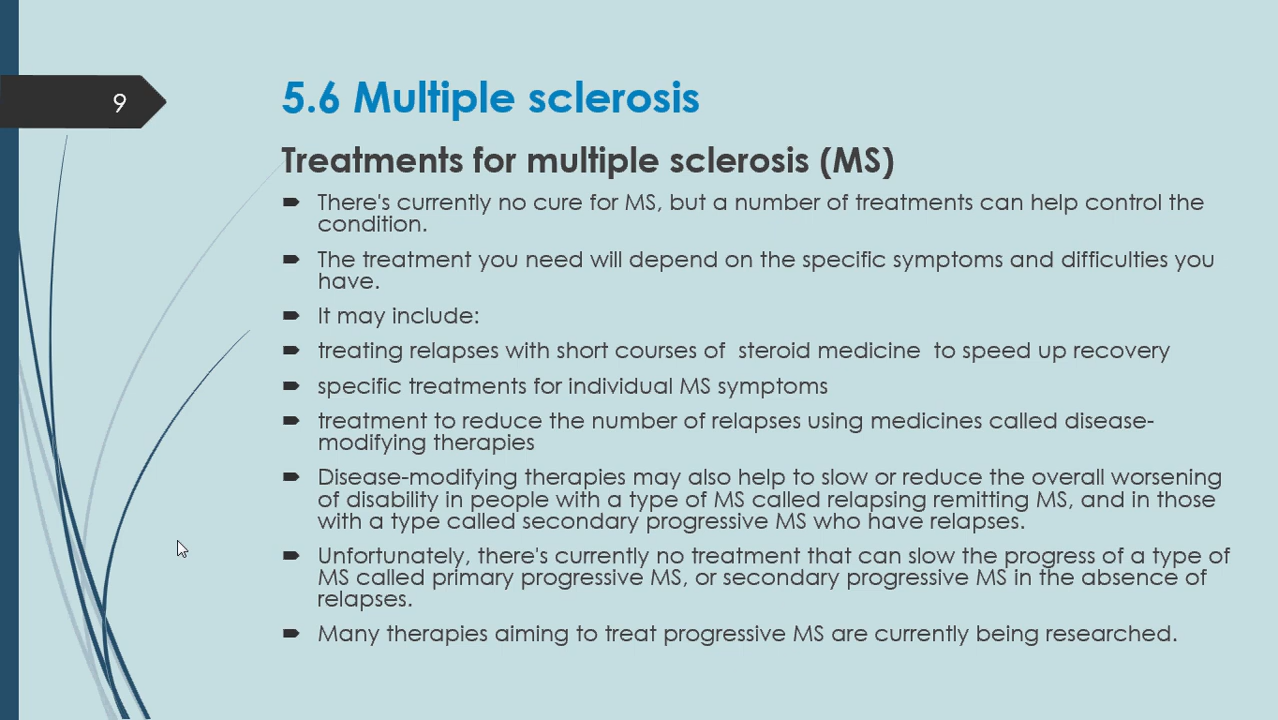 9
5.6 Multiple sclerosis
Treatments for multiple sclerosis (MS)
There's currently no cure for MS, but a number of treatments can help control the
condition.
The treatment you need will depend on the specific symptoms and difficulties you
have.
It may include:
treating relapses with short courses of  steroid medicine  to speed up recovery
specific treatments for individual MS symptoms
treatment to reduce the number of relapses using medicines called disease-
modifying therapies
Disease-modifying therapies may also help to slow or reduce the overall worsening
of disability in people with a type of MS called relapsing remitting MS, and in those
with a type called secondary progressive MS who have relapses.
Unfortunately, there's currently no treatment that can slow the progress of a type of
MS called primary progressive MS, or secondary progressive MS in the absence of
relapses.
Many therapies aiming to treat progressive MS are currently being researched.